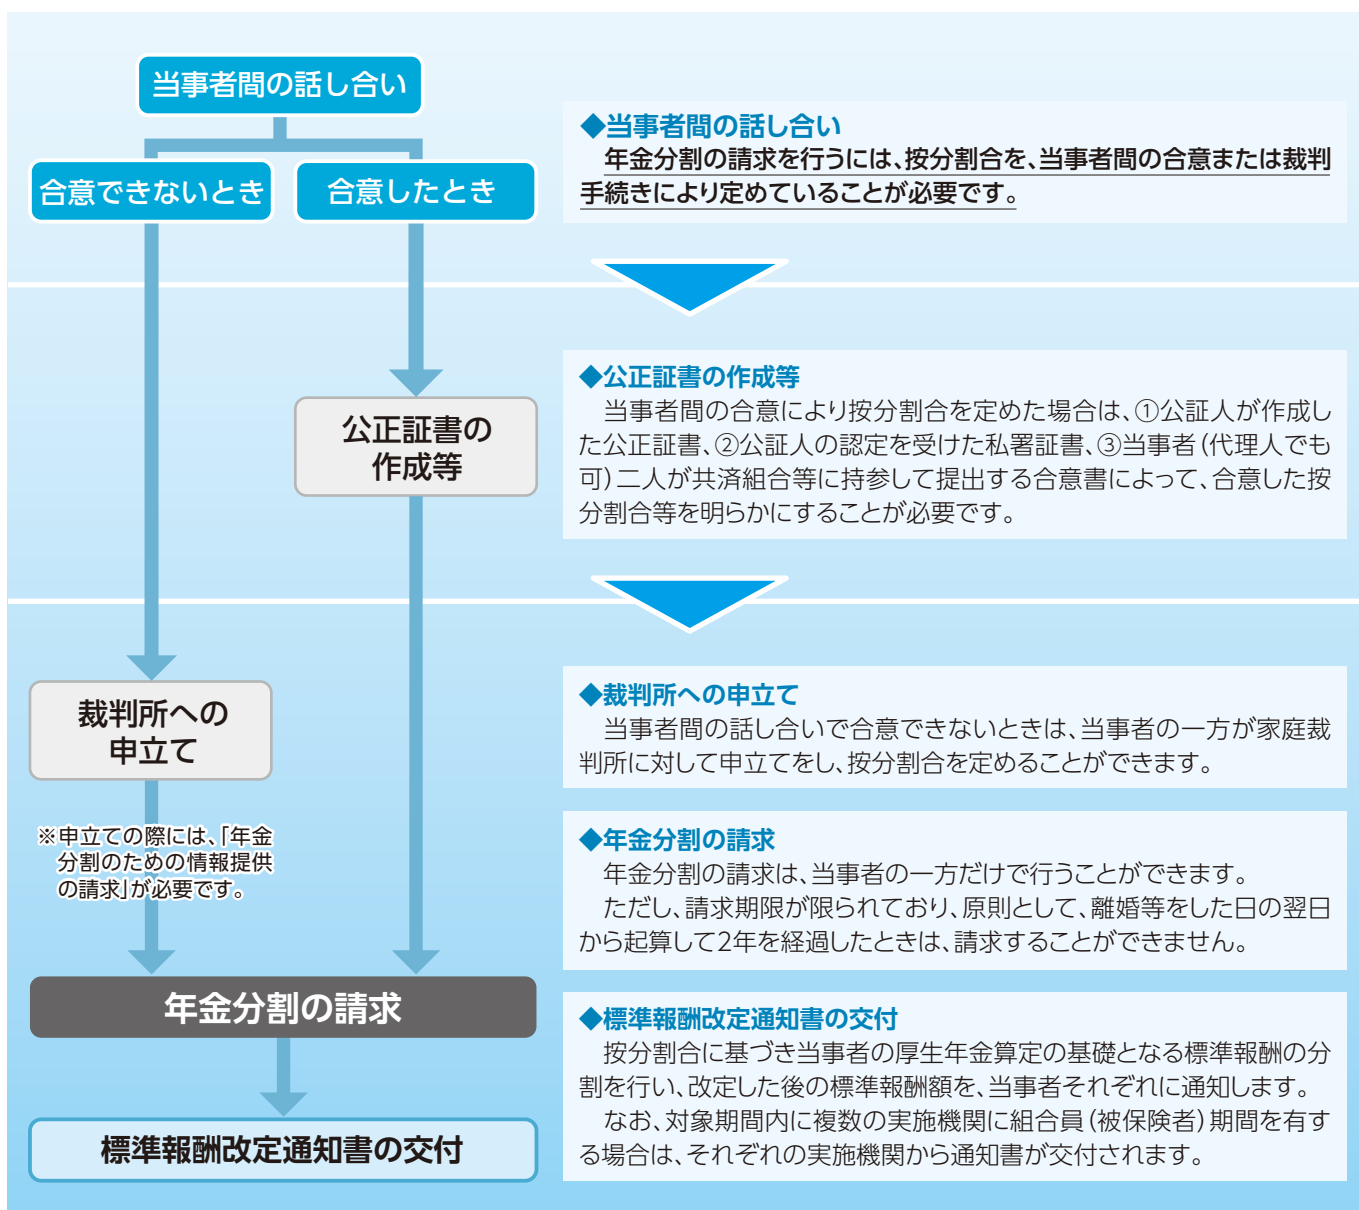 当事者間の話し合い
合意できないとき
合意したとき
◆当事者間の話し合い
年金分割の請求を行うには、按分割合を、当事者間の合意または裁判
手続きにより定めていることが必要です。
公正証書の
作成等
◆公正証書の作成等
当事者間の合意により按分割合を定めた場合は、①公証人が作成し
た公正証書、②公証人の認定を受けた私署証書、③当事者(代理人でも
可)二人が共済組合等に持参して提出する合意書によって、合意した按
分割合等を明らかにすることが必要です。
裁判所への
申立て
※申立ての際には、「年金
分割のための情報提供
の請求」が必要です。
◆裁判所への申立て
当事者間の話し合いで合意できないときは、当事者の一方が家庭裁
判所に対して申立てをし、按分割合を定めることができます。
◆年金分割の請求
年金分割の請求は、当事者の一方だけで行うことができます。
ただし、請求期限が限られており、原則として、離婚等をした日の翌日
から起算して2年を経過したときは、請求することができません。
年金分割の請求
標準報酬改定通知書の交付
◆標準報酬改定通知書の交付
按分割合に基づき当事者の厚生年金算定の基礎となる標準報酬の分
割を行い、改定した後の標準報酬額を、当事者それぞれに通知します。
なお、対象期間内に複数の実施機関に組合員(被保険者)期間を有す
る場合は、それぞれの実施機関から通知書が交付されます。